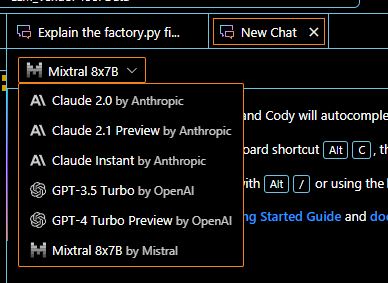 Explain the factory.py fi...
New Chat
Mixtral 8x7B
Claude 2.0 by Anthropic
and Cody will autocomple
Claude 2.1 Preview by Anthropic
board shortcut Alt C, th
Claude Instant by Anthropic
with Alt / or using the
GPT-3.5 Turbo by OpenAI
GPT-4 Turbo Preview by OpenAI
ng Started Guide and doc
Mixtral 8x7B by Mistral